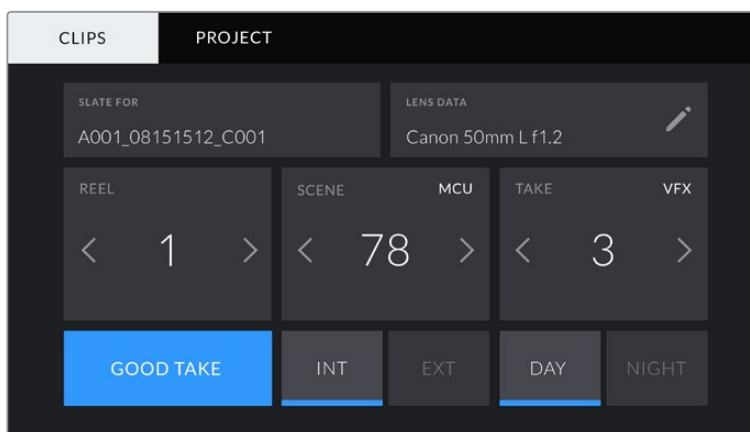 CLIPS PROJECT
SLATE FOR
A001_08151512_C001
LENS DATA
Canon 50mm L f1.2
REEL
1
SCENE MCU
78
TAKE VFX
3
GOOD TAKE
INT
EXT
DAY
NIGHT